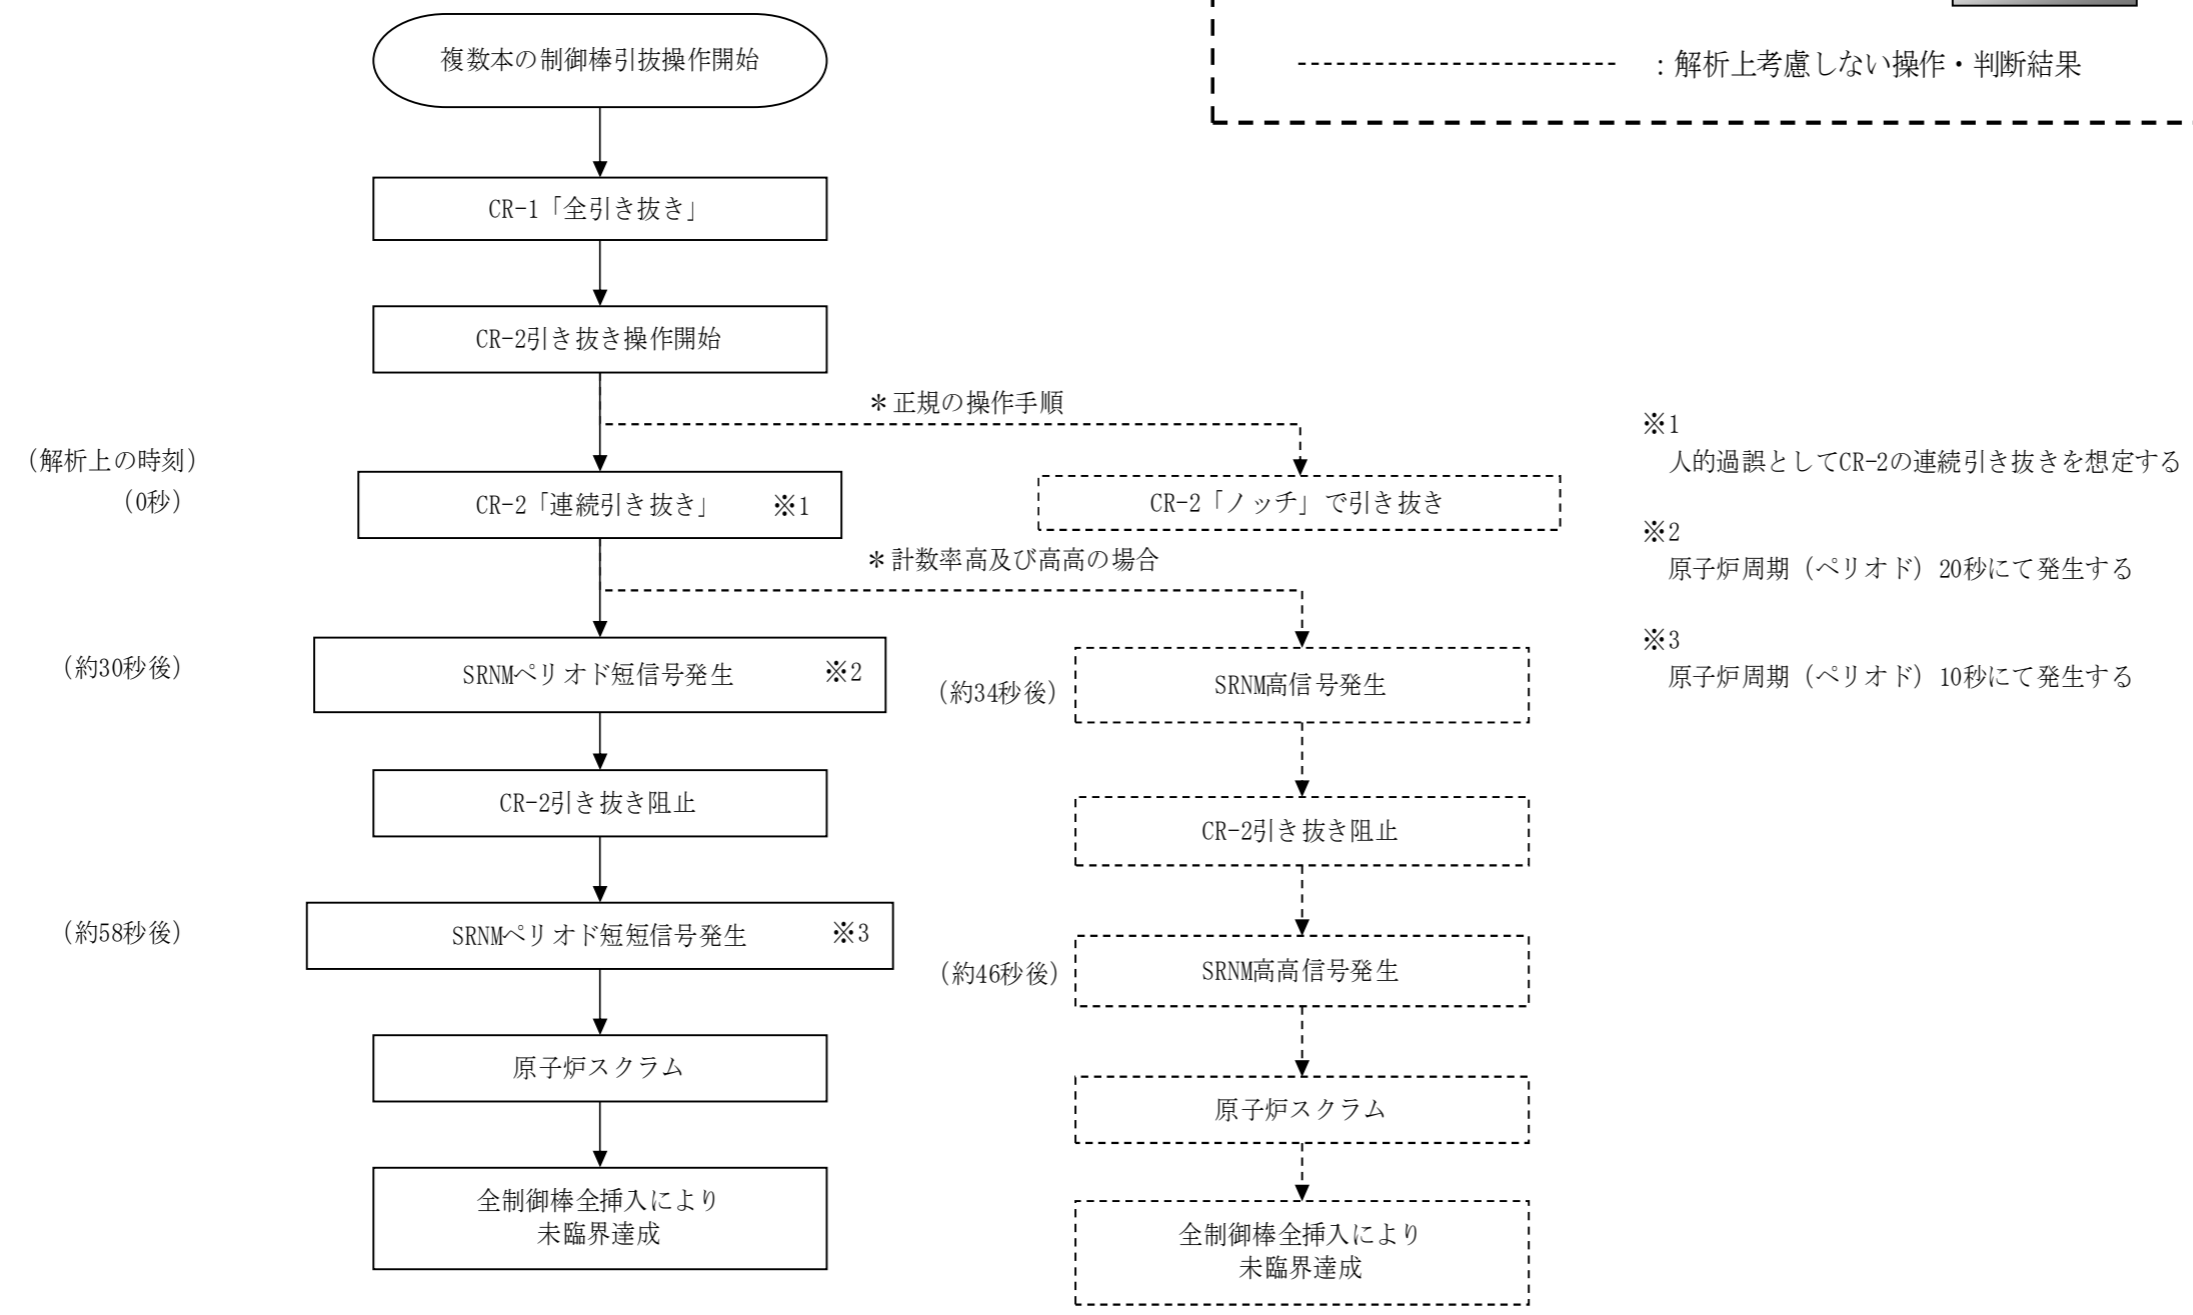 複数本の制御棒引抜操作開始
：解析上考慮しない操作・判断結果
CR-1「全引き抜き」
CR-2引き抜き操作開始
＊正規の操作手順
（解析上の時刻）
（0秒）
CR-2「連続引き抜き」 ※1
CR-2「ノッチ」で引き抜き
※1
人的過誤としてCR-2の連続引き抜きを想定する
＊計数率高及び高高の場合
※2
原子炉周期（ペリオド）20秒にて発生する
（約30秒後）
SRNMペリオド短信号発生 ※2
（約34秒後）
SRNM高信号発生
※3
原子炉周期（ペリオド）10秒にて発生する
CR-2引き抜き阻止
CR-2引き抜き阻止
（約58秒後）
SRNMペリオド短短信号発生 ※3
（約46秒後）
SRNM高高信号発生
原子炉スクラム
原子炉スクラム
全制御棒全挿入により
未臨界達成
全制御棒全挿入により
未臨界達成